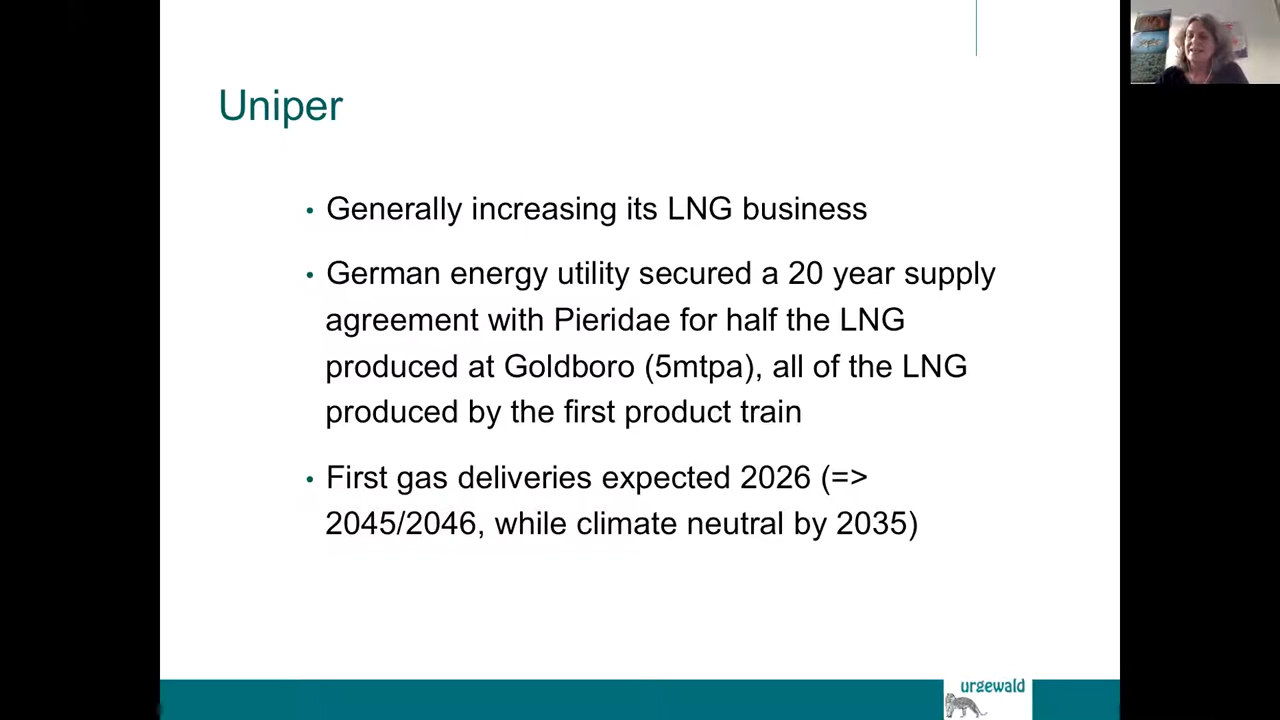 Uniper
• Generally increasing its LNG business
• German energy utility secured a 20 year supply
agreement with Pieridae for half the LNG
produced at Goldboro (5mtpa), all of the LNG
produced by the first product train
• First gas deliveries expected 2026 (=>
2045/2046, while climate neutral by 2035)
urgewald